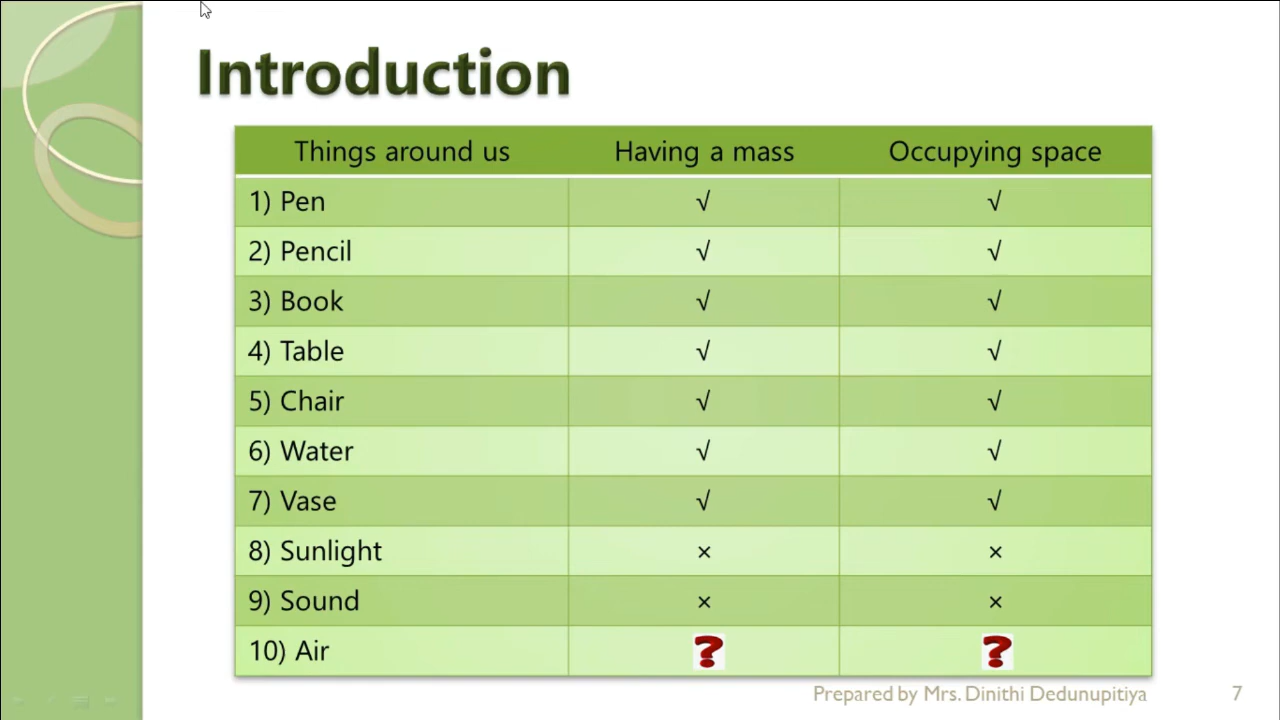 Introduction
Things around us Having a mass Occupying space
1) Pen √ √
2) Pencil √ √
3) Book √ √
4) Table √ √
5) Chair √ √
6) Water √ √
7) Vase √ √
8) Sunlight × ×
9) Sound × ×
10) Air ? ?
Prepared by Mrs. Dinithi Dedunupitiya 7